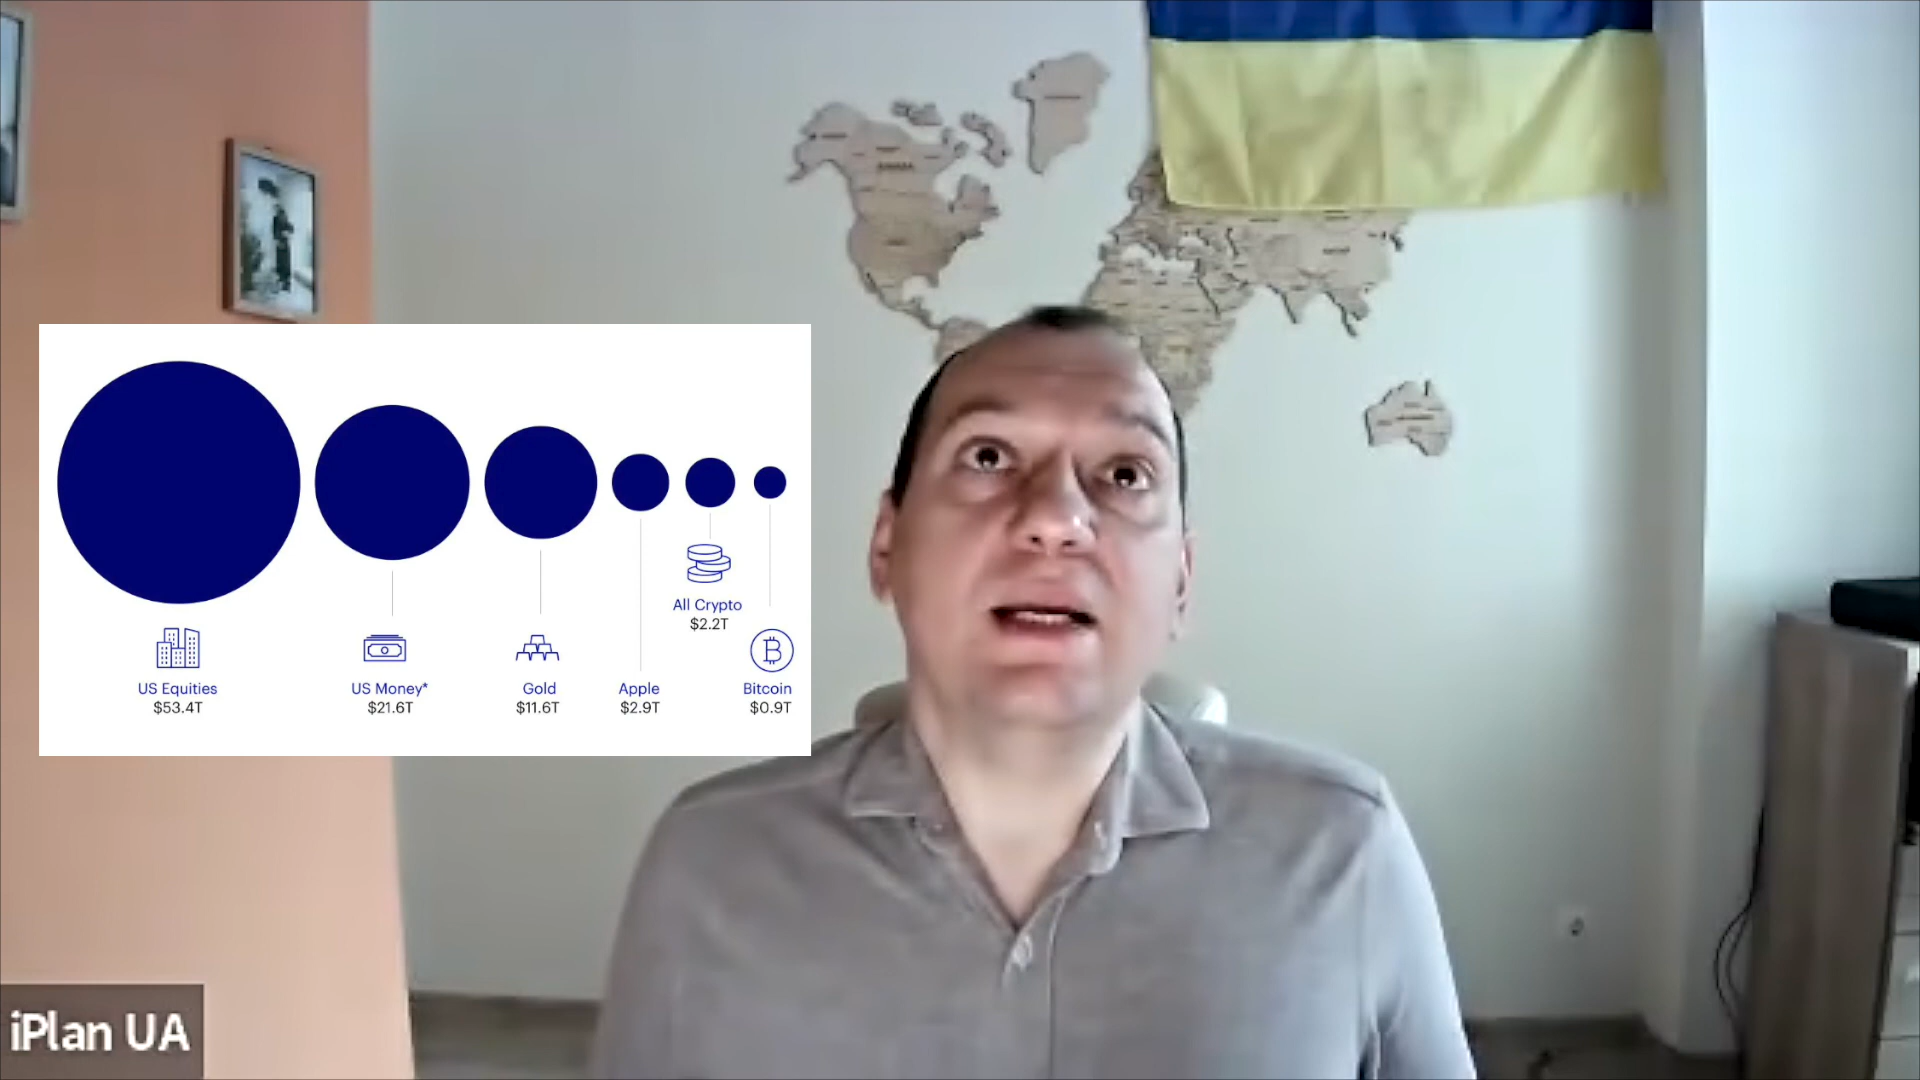 All Crypto
$2.2T
US Equities
$53.4T
US Money*
$21.6T
Gold
$11.6T
Apple
$2.9T
Bitcoin
$0.9T
iPlan UA